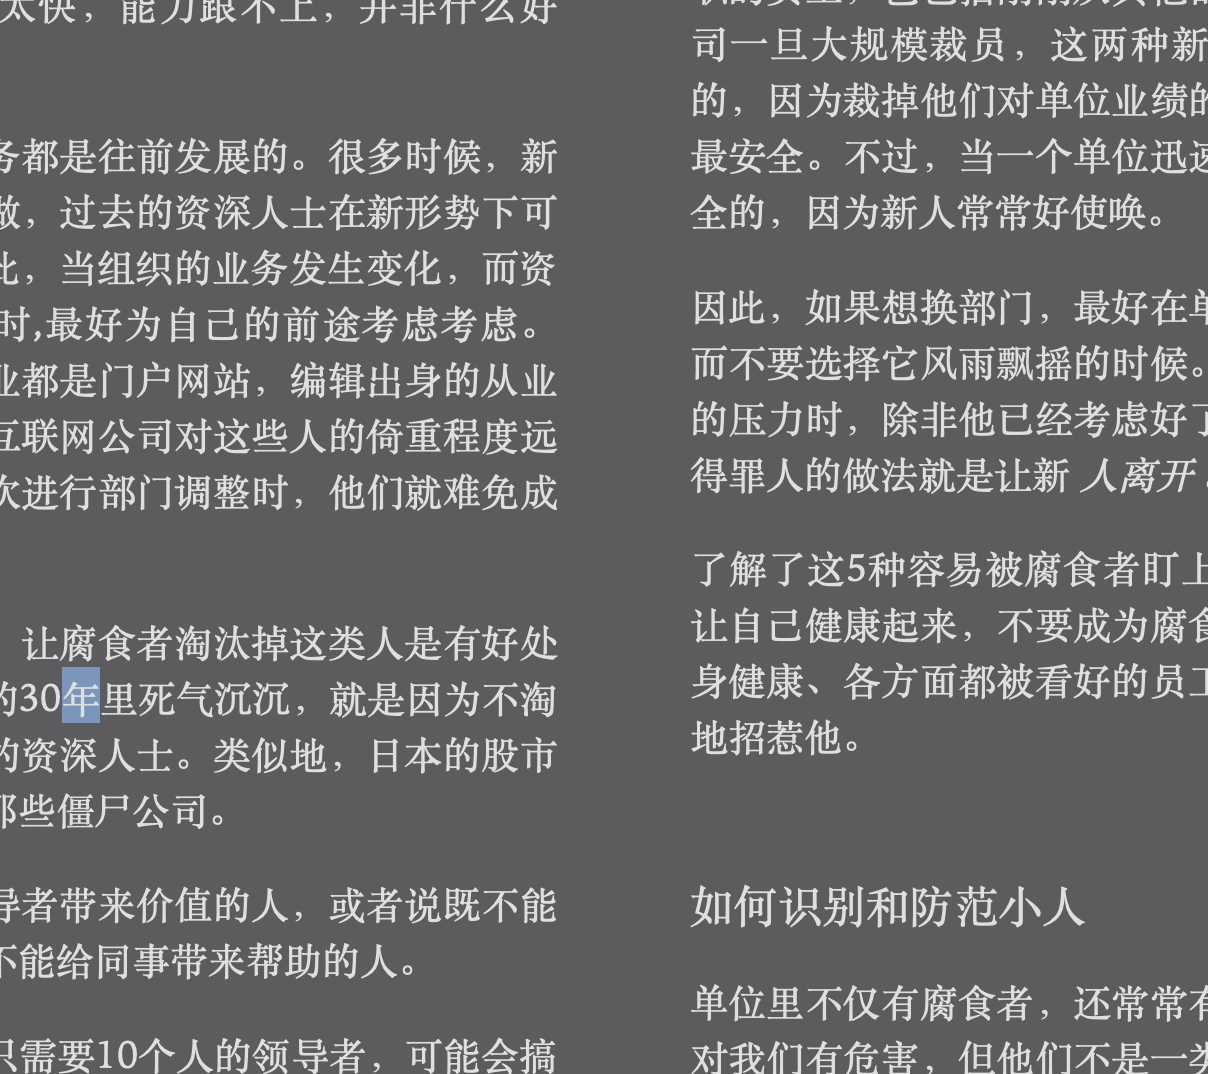 太快，能力跟不上，并非什么好
务都是往前发展的。很多时候，新
做，过去的资深人士在新形势下可
此，当组织的业务发生变化，而资
时,最好为自己的前途考虑考虑。
业都是门户网站，编辑出身的从业
互联网公司对这些人的倚重程度远
次进行部门调整时，他们就难免成
，让腐食者淘汰掉这类人是有好处
的30年里死气沉沉，就是因为不淘
的资深人士。类似地，日本的股市
那些僵尸公司。
导者带来价值的人，或者说既不能
不能给同事带来帮助的人。
只需要10个人的领导者，可能会搞
司一旦大规模裁员，这两种新
的，因为裁掉他们对单位业绩的
最安全。不过，当一个单位迅速
全的，因为新人常常好使唤。
因此，如果想换部门，最好在单
而不要选择它风雨飘摇的时候。
的压力时，除非他已经考虑好了
得罪人的做法就是让新 人离开
了解了这5种容易被腐食者盯上
让自己健康起来，不要成为腐食
身健康、各方面都被看好的员工
地招惹他。
如何识别和防范小人
单位里不仅有腐食者，还常常有
对我们有危害，但他们不是一类